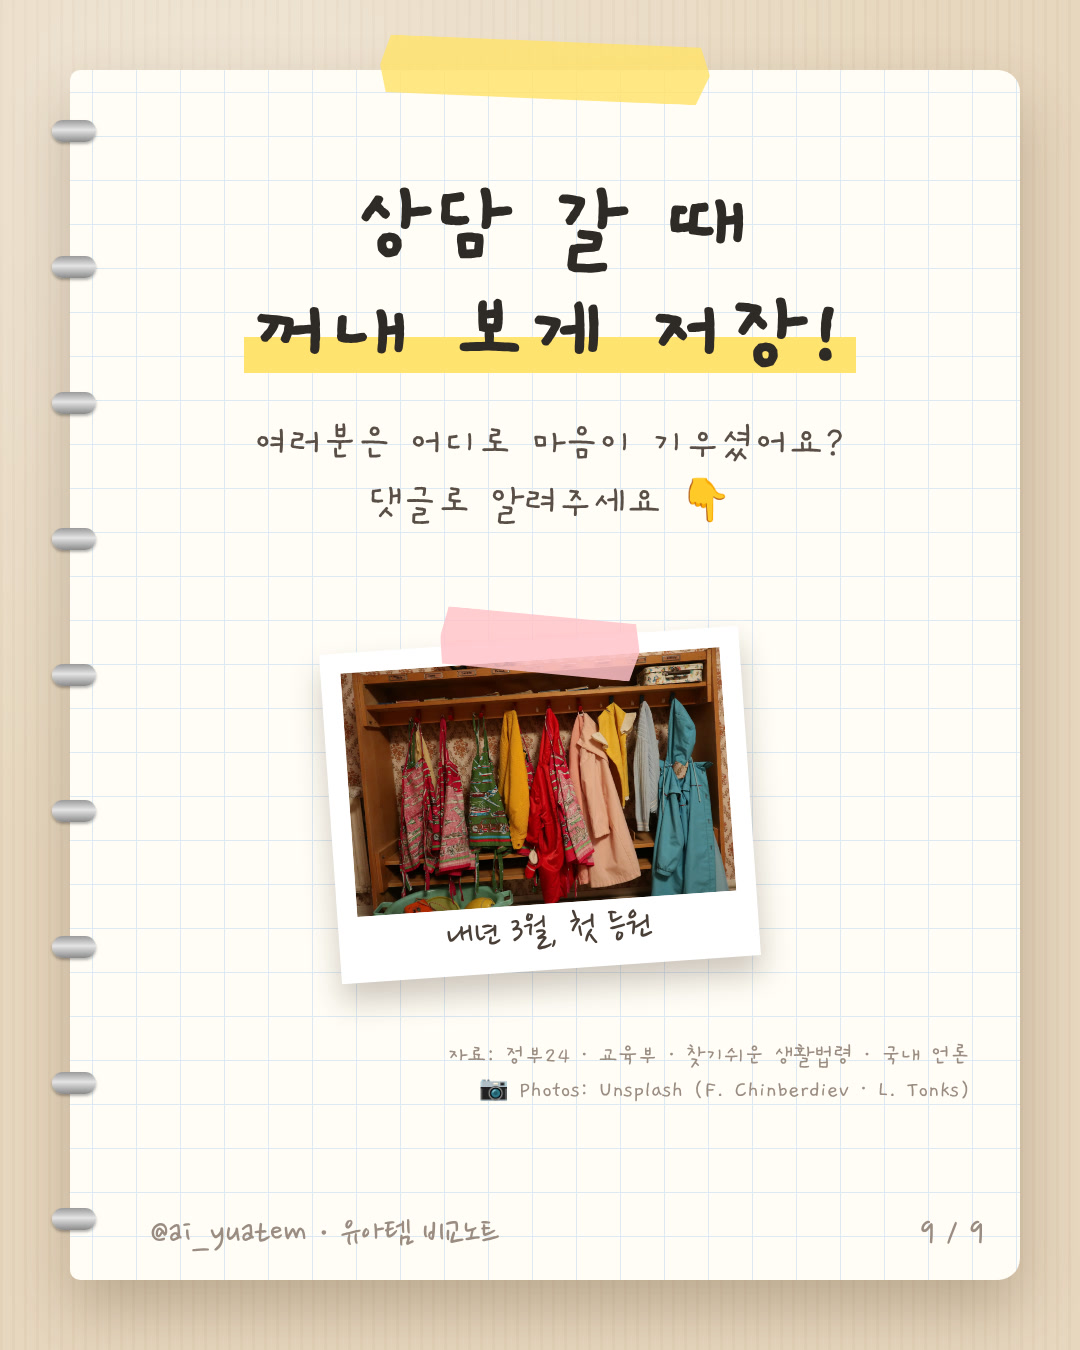 상담 갈 때
꺼내 보게 저장!
여러분은 어디로 마음이 기우셨어요?
댓글로 알려주세요 👇
내년 3월, 첫 등원
자료: 정부24 · 교육부 · 찾기쉬운 생활법령 · 국내 언론
📷 Photos: Unsplash (F. Chinberdiev · L. Tonks)
@ai_yuatem · 유아템 비교노트
9 / 9